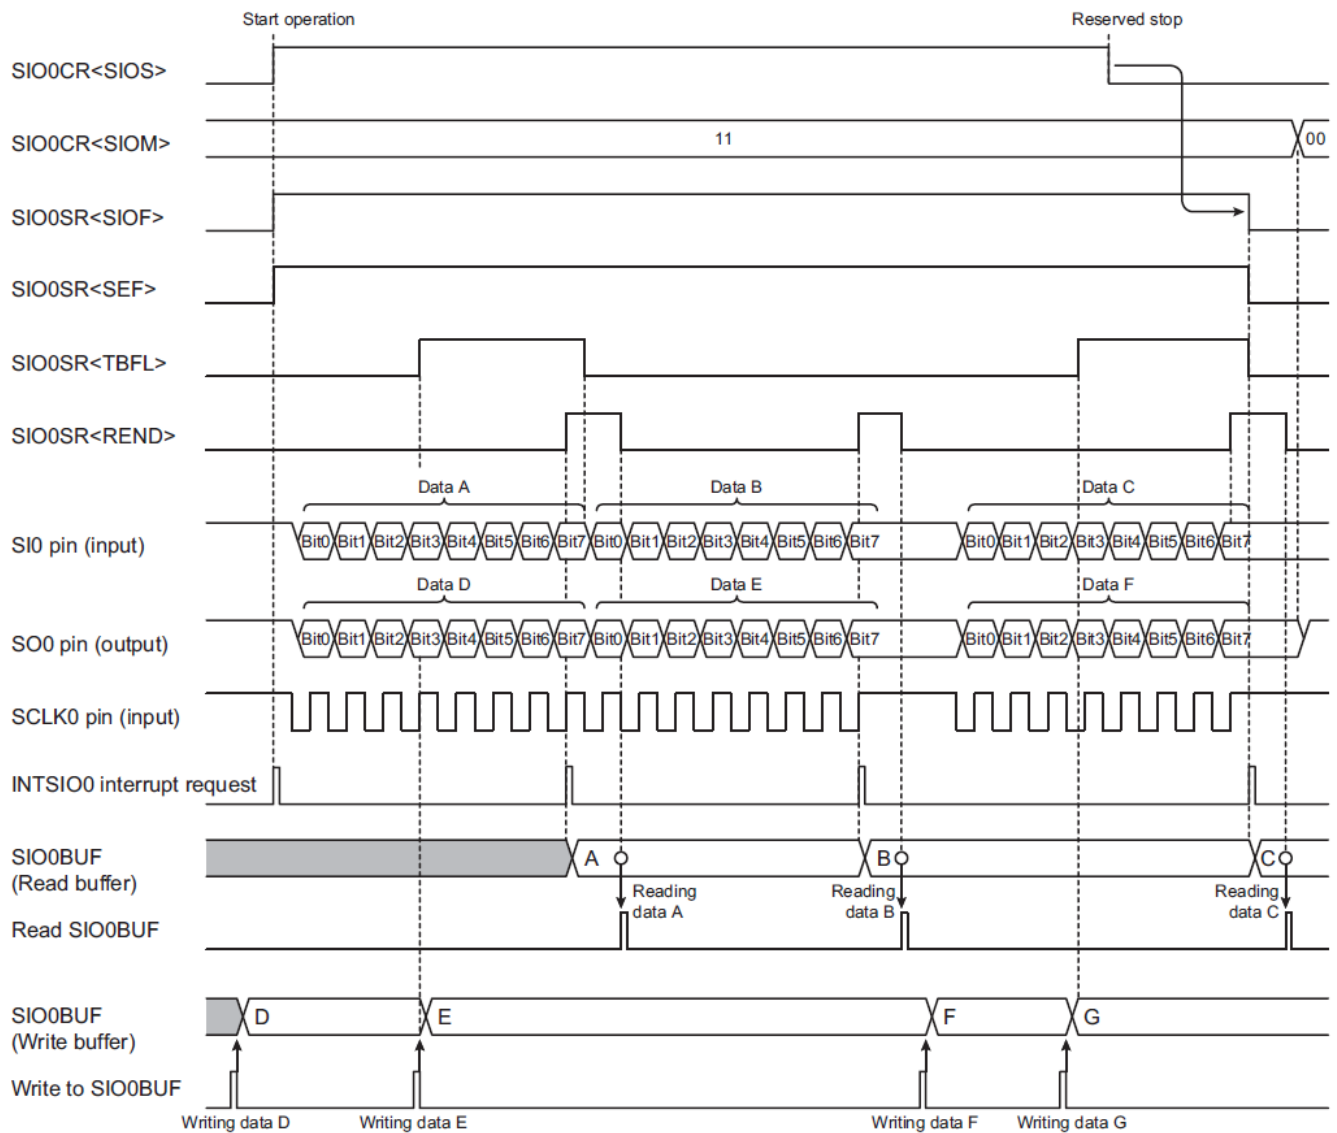 Start operation
Reserved stop
SIO0CR<SIOS>
SIO0CR<SIOM>
11
00
SIO0SR<SIOF>
SIO0SR<SEF>
SIO0SR<TBFL>
SIO0SR<REND>
Data A
Data B
Data C
SI0 pin (input)
Bit0 Bit1 Bit2 Bit3 Bit4 Bit5 Bit6 Bit7 Bit0 Bit1 Bit2 Bit3 Bit4 Bit5 Bit6 Bit7 Bit0 Bit1 Bit2 Bit3 Bit4 Bit5 Bit6 Bit7
Data D
Data E
Data F
SO0 pin (output)
Bit0 Bit1 Bit2 Bit3 Bit4 Bit5 Bit6 Bit7 Bit0 Bit1 Bit2 Bit3 Bit4 Bit5 Bit6 Bit7 Bit0 Bit1 Bit2 Bit3 Bit4 Bit5 Bit6 Bit7
SCLK0 pin (input)
INTSIO0 interrupt request
SIO0BUF
(Read buffer)
A
B
C
Reading
data A
Reading
data B
Reading
data C
Read SIO0BUF
SIO0BUF
(Write buffer)
D
E
F
G
Write to SIO0BUF
Writing data D
Writing data E
Writing data F
Writing data G